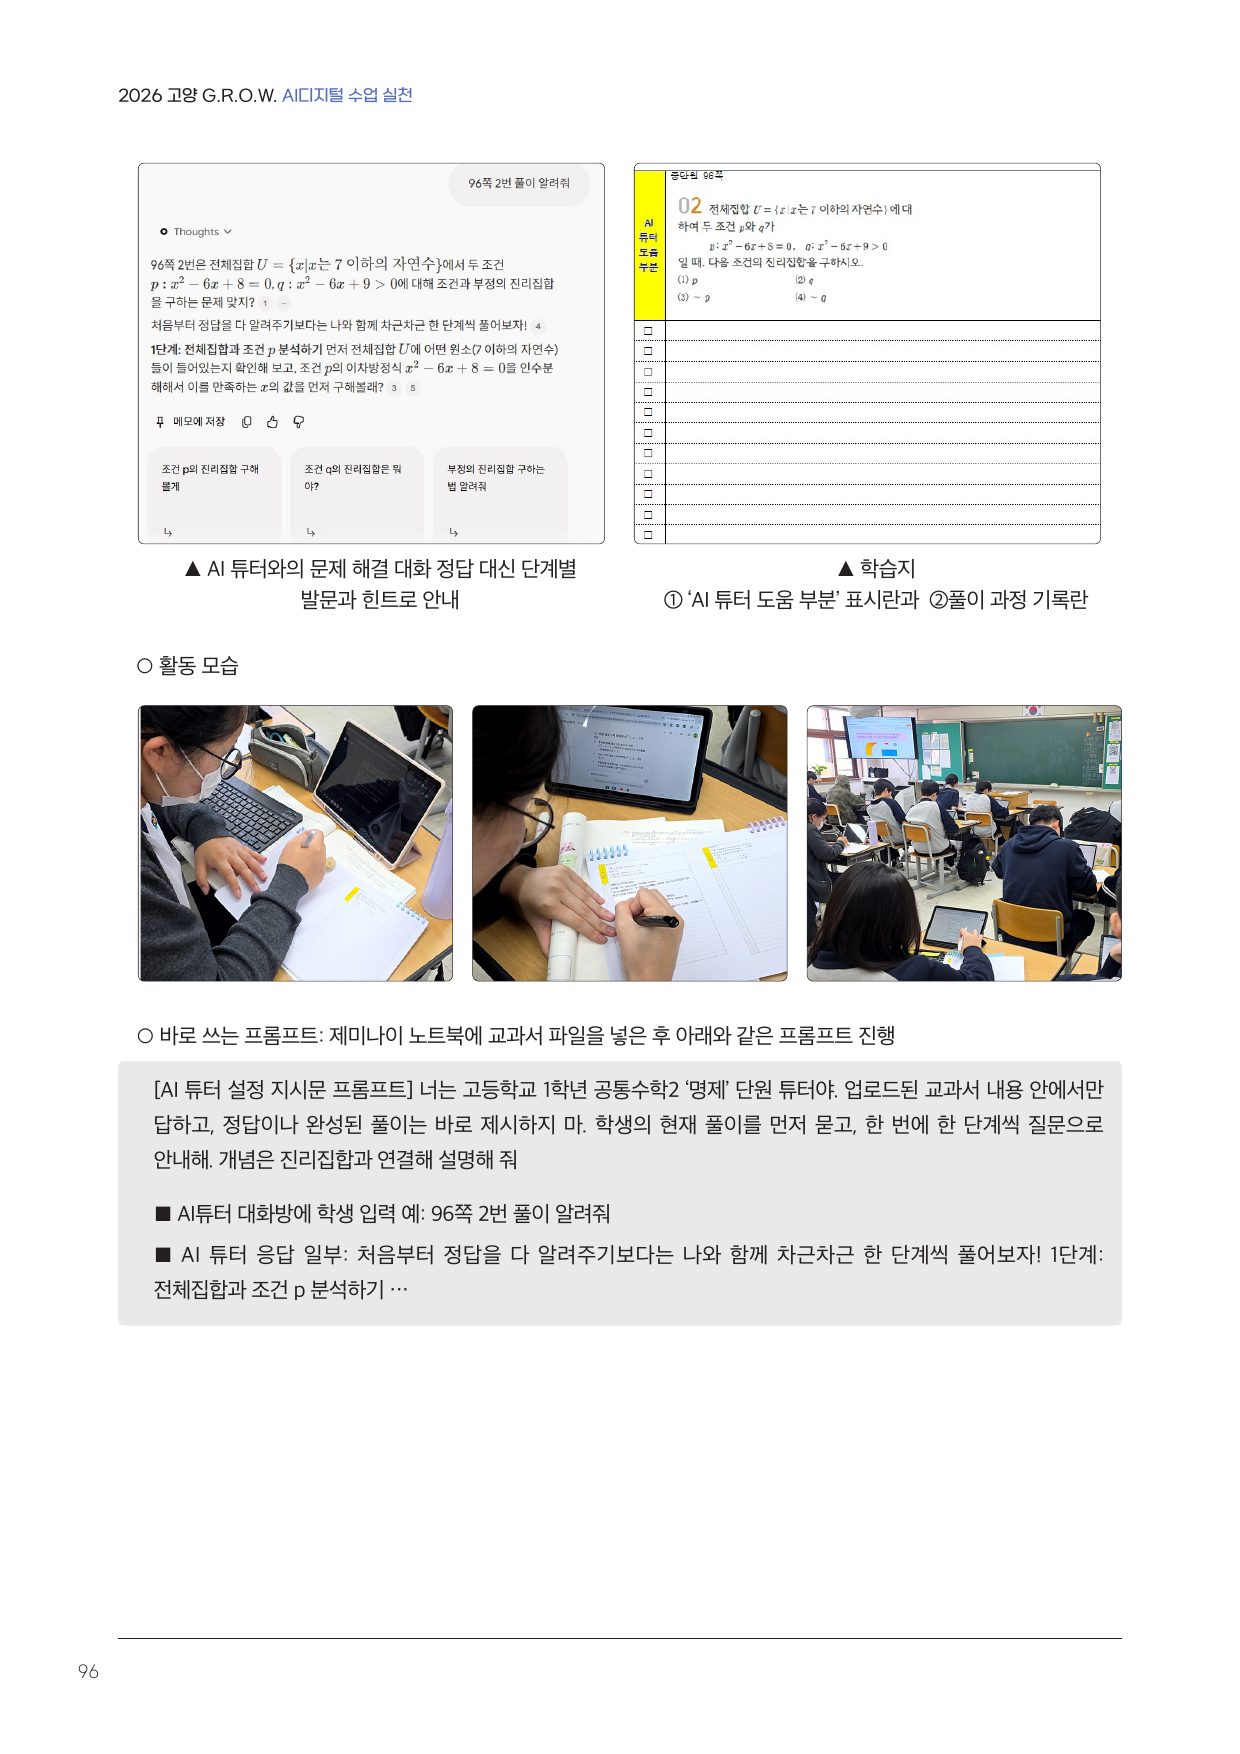 2026 고양 G.R.O.W. AI디지털 수업 실천
96쪽 2번 풀이 알려줘
Thoughts
96쪽 2번은 전체집합 U = {x|x는 7 이하의 자연수}에서 두 조건
p : x² − 6x + 8 = 0, q : x² − 6x + 9 > 0에 대해 조건과 부정의 진리집합
을 구하는 문제 맞지? 1 ···
처음부터 정답을 다 알려주기보다는 나와 함께 차근차근 한 단계씩 풀어보자! 4
1단계: 전체집합과 조건 p 분석하기 먼저 전체집합 U에 어떤 원소(7 이하의 자연수)
들이 들어있는지 확인해 보고, 조건 p의 이차방정식 x² − 6x + 8 = 0을 인수분
해해서 이를 만족하는 x의 값을 먼저 구해볼래? 3 5
메모에 저장
조건 p의 진리집합 구해
볼게
조건 q의 진리집합은 뭐
야?
부정의 진리집합 구하는
법 알려줘
중단원 96쪽
AI
튜터
도움
부분
02 전체집합 U = {x|x는 7 이하의 자연수}에 대
하여 두 조건 p와 q가
p: x² − 6x + 8 = 0, q: x² − 6x + 9 > 0
일 때, 다음 조건의 진리집합을 구하시오.
(1) p (2) q
(3) ~ p (4) ~ q
▲ AI 튜터와의 문제 해결 대화 정답 대신 단계별
발문과 힌트로 안내
▲ 학습지
① ‘AI 튜터 도움 부분’ 표시란과 ②풀이 과정 기록란
○ 활동 모습
○ 바로 쓰는 프롬프트: 제미나이 노트북에 교과서 파일을 넣은 후 아래와 같은 프롬프트 진행
[AI 튜터 설정 지시문 프롬프트] 너는 고등학교 1학년 공통수학2 ‘명제’ 단원 튜터야. 업로드된 교과서 내용 안에서만
답하고, 정답이나 완성된 풀이는 바로 제시하지 마. 학생의 현재 풀이를 먼저 묻고, 한 번에 한 단계씩 질문으로
안내해. 개념은 진리집합과 연결해 설명해 줘
■ AI튜터 대화방에 학생 입력 예: 96쪽 2번 풀이 알려줘
■ AI 튜터 응답 일부: 처음부터 정답을 다 알려주기보다는 나와 함께 차근차근 한 단계씩 풀어보자! 1단계:
전체집합과 조건 p 분석하기 …
96